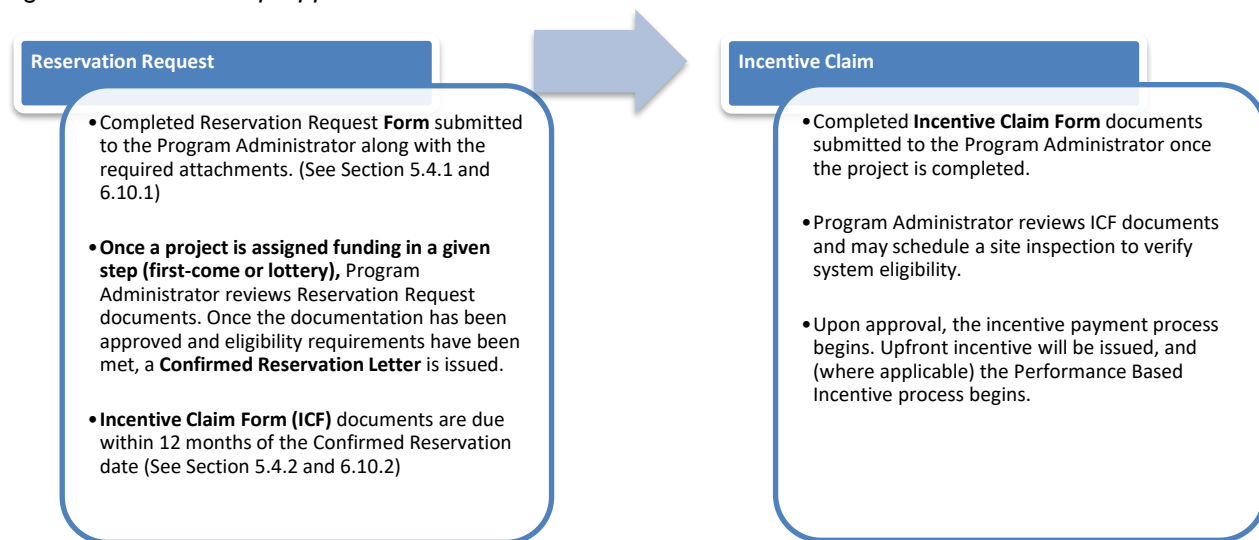 Reservation Request
•Completed Reservation Request Form submitted
to the Program Administrator along with the
required attachments. (See Section 5.4.1 and
6.10.1)
•Once a project is assigned funding in a given
step (first-come or lottery), Program
Administrator reviews Reservation Request
documents. Once the documentation has been
approved and eligibility requirements have been
met, a Confirmed Reservation Letter is issued.
•Incentive Claim Form (ICF) documents are due
within 12 months of the Confirmed Reservation
date (See Section 5.4.2 and 6.10.2)
Incentive Claim
•Completed Incentive Claim Form documents
submitted to the Program Administrator once
the project is completed.
•Program Administrator reviews ICF documents
and may schedule a site inspection to verify
system eligibility.
•Upon approval, the incentive payment process
begins. Upfront incentive will be issued, and
(where applicable) the Performance Based
Incentive process begins.